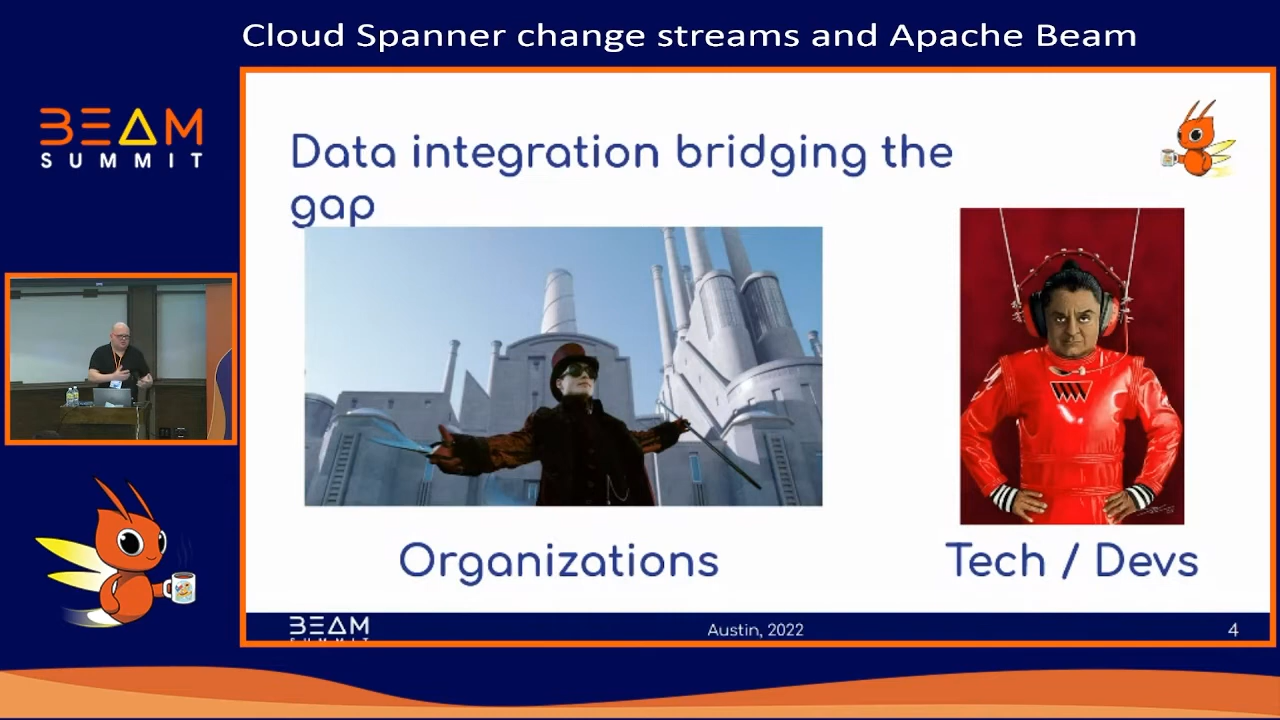 Cloud Spanner change streams and Apache Beam
BEAM
SUMMIT
Data integration bridging the
gap
Organizations
Tech / Devs
BEAM
SUMMIT
Austin, 2022
4